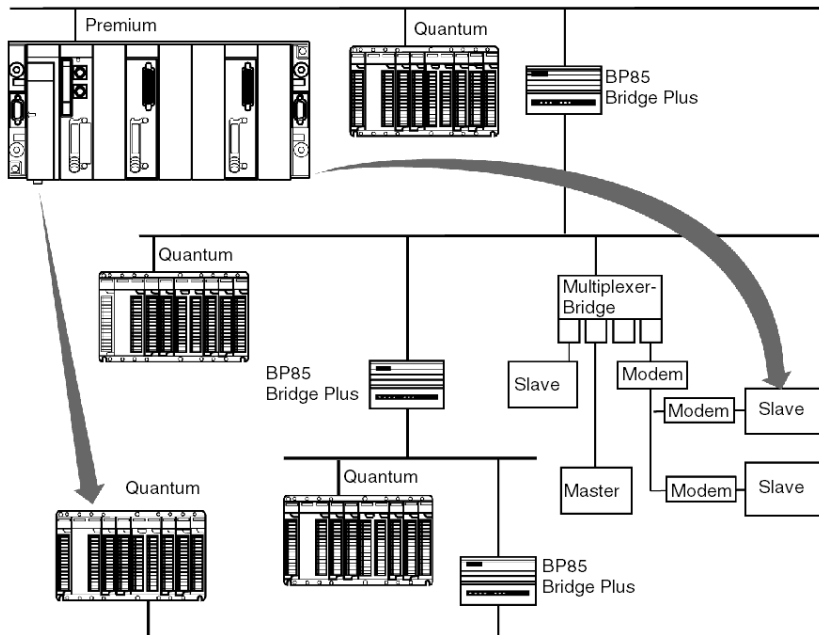 Premium
Quantum
BP85
Bridge Plus
Quantum
Multiplexer-
Bridge
BP85
Bridge Plus
Slave
Modem
Modem
Slave
Quantum
Quantum
Master
Modem
Slave
BP85
Bridge Plus